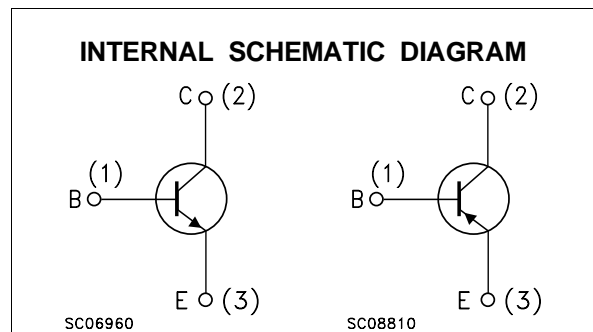 INTERNAL SCHEMATIC DIAGRAM
C (2)
(1)
B
E (3)
SC06960
C (2)
(1)
B
E (3)
SC08810